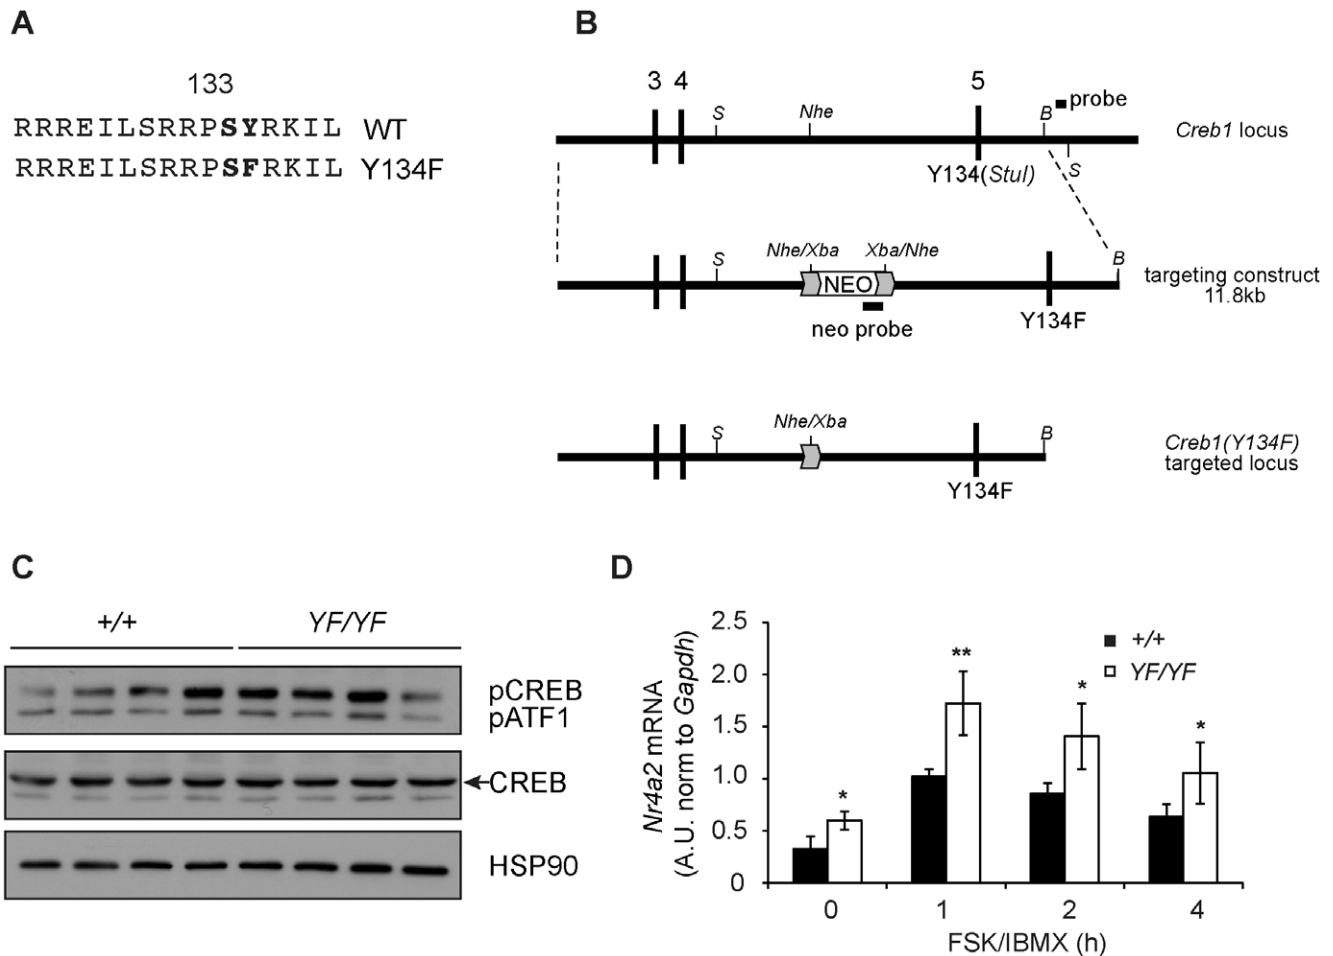 A
133
RRREILSRRPSYRKIL WT
RRREILSRRPSFRKIL Y134F
B
3 4 S Nhe 5 B probe
Creb1 locus
Y134(StuI) S
S Nhe/Xba Xba/Nhe B
NEO
targeting construct
11.8kb
neo probe
Y134F
S Nhe/Xba B
Creb1(Y134F)
targeted locus
Y134F
C
+/+ YF/YF
pCREB
pATF1
CREB
HSP90
D
Nr4a2 mRNA
(A.U. norm to Gapdh)
2.5
2.0
1.5
1.0
0.5
0
+/+
YF/YF
* ** * *
0 1 2 4
FSK/IBMX (h)